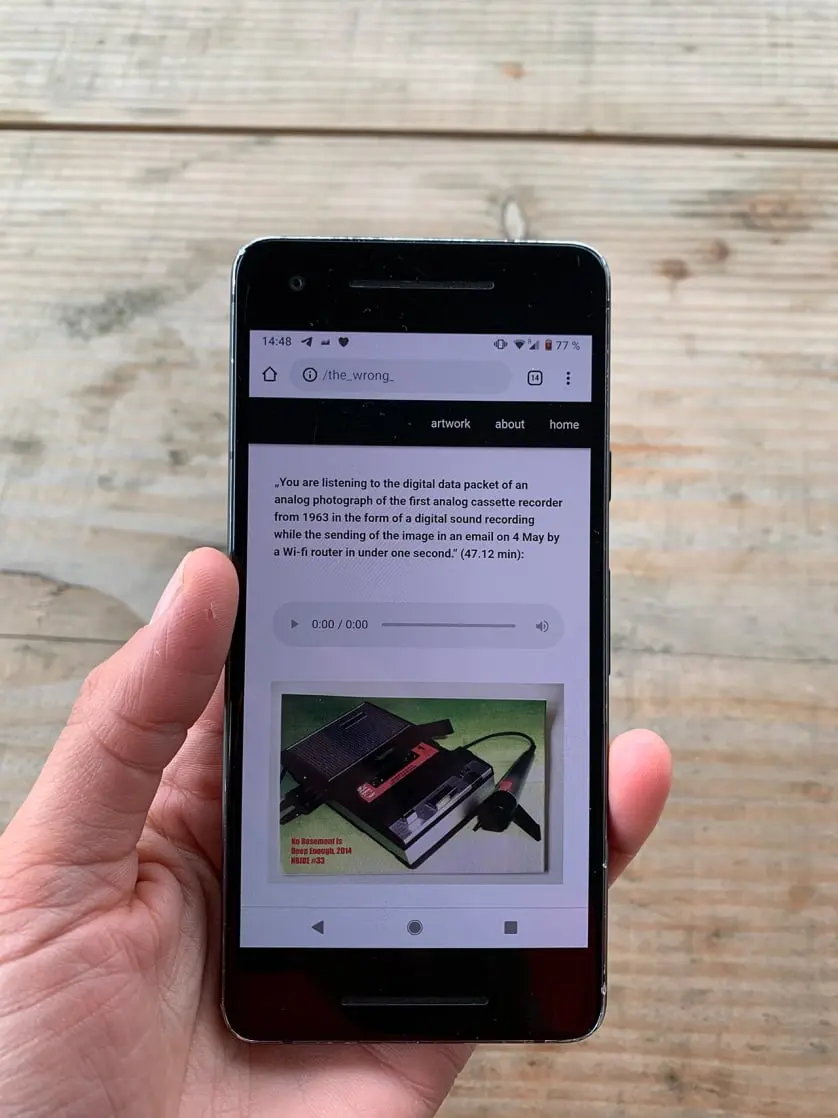 14:48
77 %
/the_wrong_
14
artwork about home
„You are listening to the digital data packet of an
analog photograph of the first analog cassette recorder
from 1963 in the form of a digital sound recording
while the sending of the image in an email on 4 May by
a Wi-fi router in under one second.“ (47.12 min):
0:00 / 0:00
No Basement is
Deep Enough, 2014
NBIDE #33